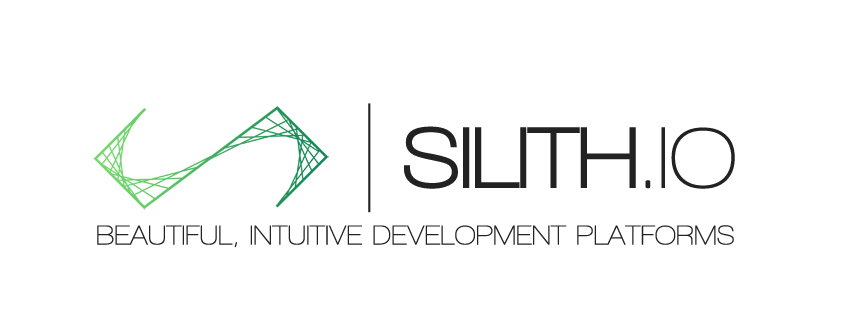 SILITH.IO
BEAUTIFUL, INTUITIVE DEVELOPMENT PLATFORMS